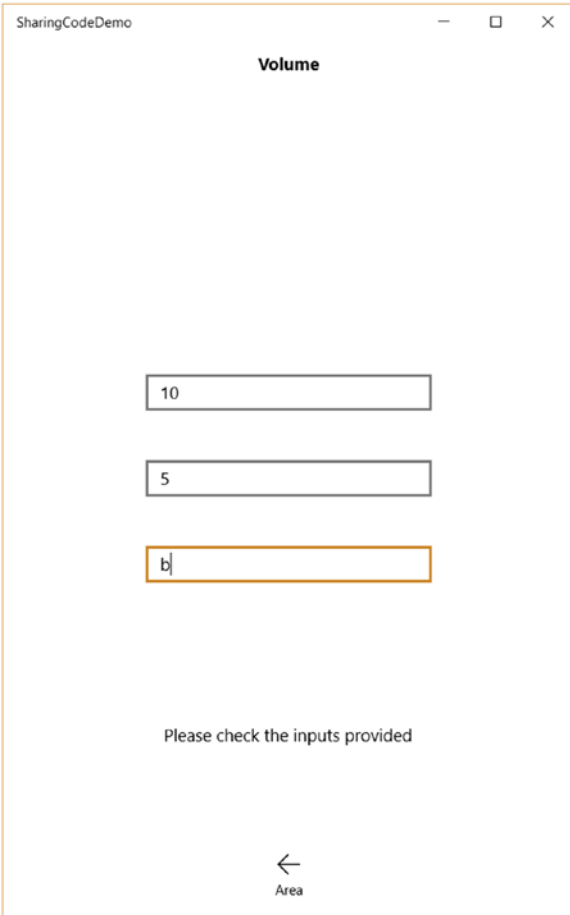 SharingCodeDemo
Volume
10
5
b
Please check the inputs provided
Area